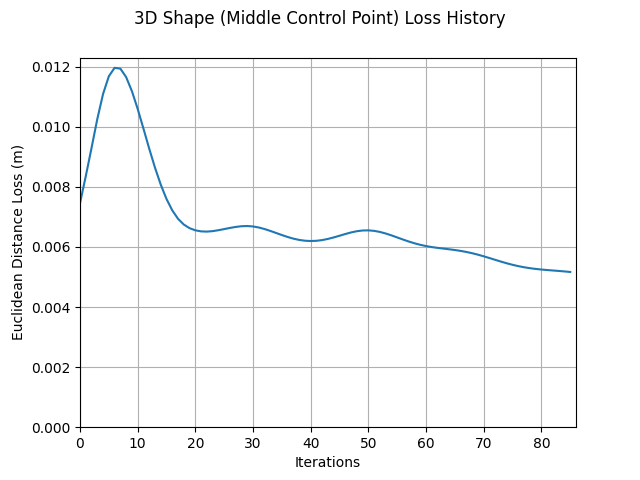 3D Shape (Middle Control Point) Loss History
0.012
0.010
0.008
0.006
0.004
0.002
0.000
Euclidean Distance Loss (m)
0 10 20 30 40 50 60 70 80
Iterations